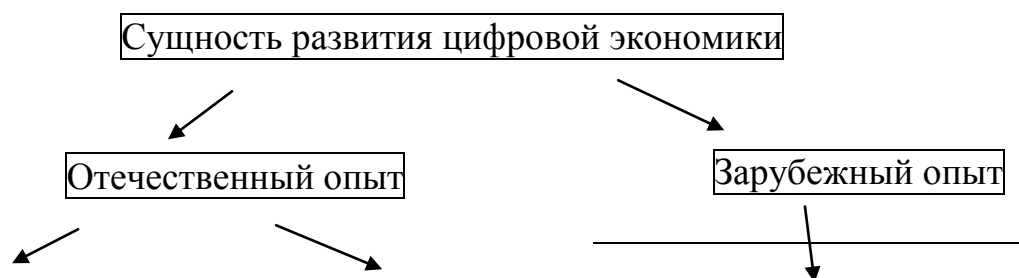 Сущность развития цифровой экономики
Отечественный опыт
Зарубежный опыт